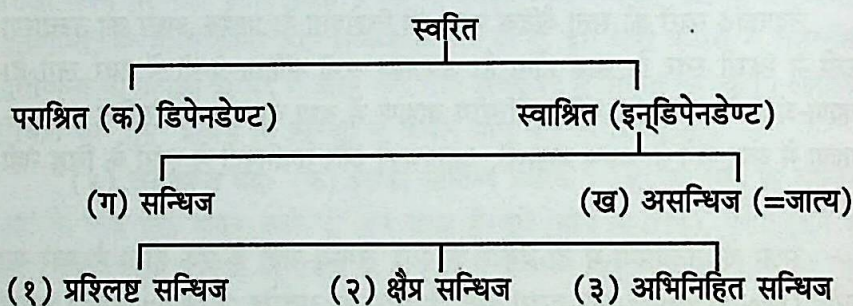 स्वरित
पराश्रित (क) डिपेनडेण्ट) स्वाश्रित (इन्‌डिपेनडेण्ट)
(ग) सन्धिज (ख) असन्धिज (=जात्य)
(१) प्रश्लिष्ट सन्धिज (२) क्षैप्र सन्धिज (३) अभिनिहित सन्धिज